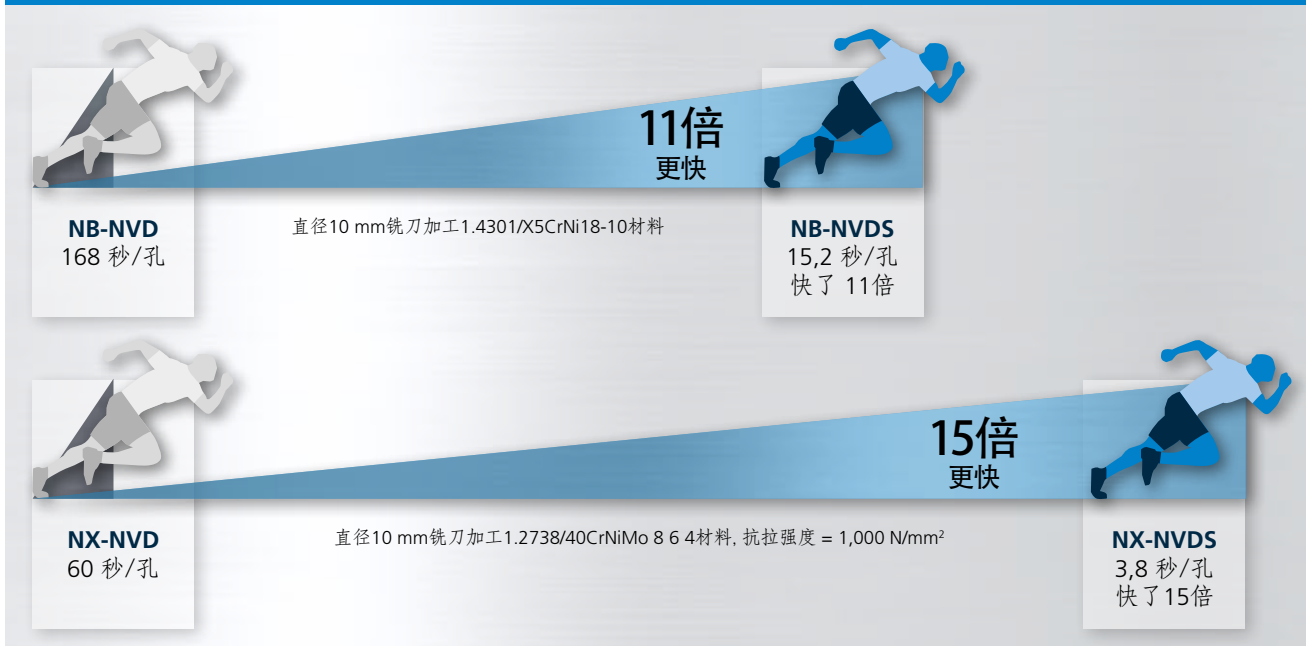 11倍
更快
NB-NVD
168 秒/孔
直径10 mm铣刀加工1.4301/X5CrNi18-10材料
NB-NVDS
15,2 秒/孔
快了 11倍
15倍
更快
NX-NVD
60 秒/孔
直径10 mm铣刀加工1.2738/40CrNiMo 8 6 4材料, 抗拉强度 = 1,000 N/mm²
NX-NVDS
3,8 秒/孔
快了15倍